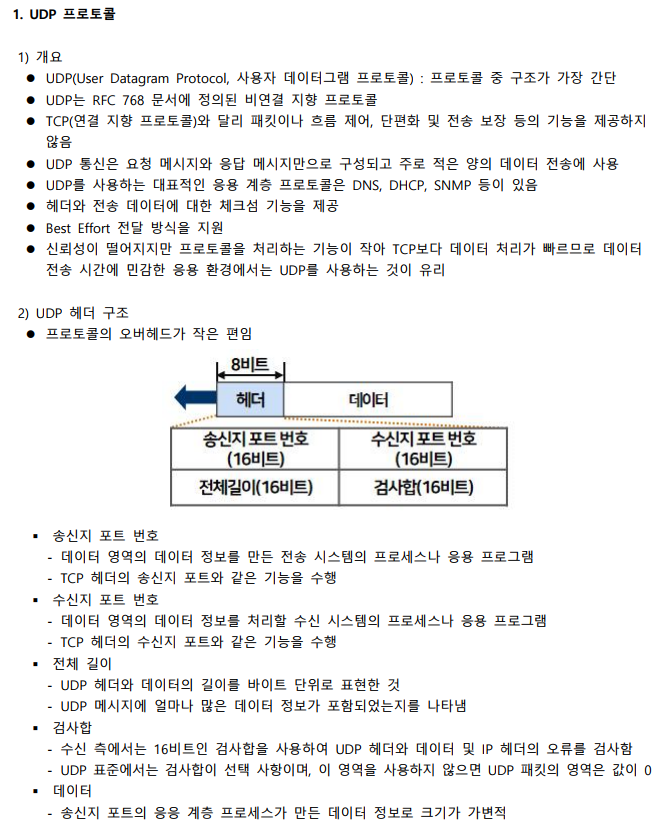 1. UDP 프로토콜
1) 개요
● UDP(User Datagram Protocol, 사용자 데이터그램 프로토콜) : 프로토콜 중 구조가 가장 간단
● UDP는 RFC 768 문서에 정의된 비연결 지향 프로토콜
● TCP(연결 지향 프로토콜)와 달리 패킷이나 흐름 제어, 단편화 및 전송 보장 등의 기능을 제공하지
않음
● UDP 통신은 요청 메시지와 응답 메시지만으로 구성되고 주로 적은 양의 데이터 전송에 사용
● UDP를 사용하는 대표적인 응용 계층 프로토콜은 DNS, DHCP, SNMP 등이 있음
● 헤더와 전송 데이터에 대한 체크섬 기능을 제공
● Best Effort 전달 방식을 지원
● 신뢰성이 떨어지지만 프로토콜을 처리하는 기능이 작아 TCP보다 데이터 처리가 빠르므로 데이터
전송 시간에 민감한 응용 환경에서는 UDP를 사용하는 것이 유리
2) UDP 헤더 구조
● 프로토콜의 오버헤드가 작은 편임
8비트
헤더 데이터
송신지 포트 번호 수신지 포트 번호
(16비트) (16비트)
전체길이(16비트) 검사합(16비트)
▪ 송신지 포트 번호
- 데이터 영역의 데이터 정보를 만든 전송 시스템의 프로세스나 응용 프로그램
- TCP 헤더의 송신지 포트와 같은 기능을 수행
▪ 수신지 포트 번호
- 데이터 영역의 데이터 정보를 처리할 수신 시스템의 프로세스나 응용 프로그램
- TCP 헤더의 수신지 포트와 같은 기능을 수행
▪ 전체 길이
- UDP 헤더와 데이터의 길이를 바이트 단위로 표현한 것
- UDP 메시지에 얼마나 많은 데이터 정보가 포함되었는지를 나타냄
▪ 검사합
- 수신 측에서는 16비트인 검사합을 사용하여 UDP 헤더와 데이터 및 IP 헤더의 오류를 검사함
- UDP 표준에서는 검사합이 선택 사항이며, 이 영역을 사용하지 않으면 UDP 패킷의 영역은 값이 0
▪ 데이터
- 송신지 포트의 응응 계층 프로세스가 만든 데이터 정보로 크기가 가변적